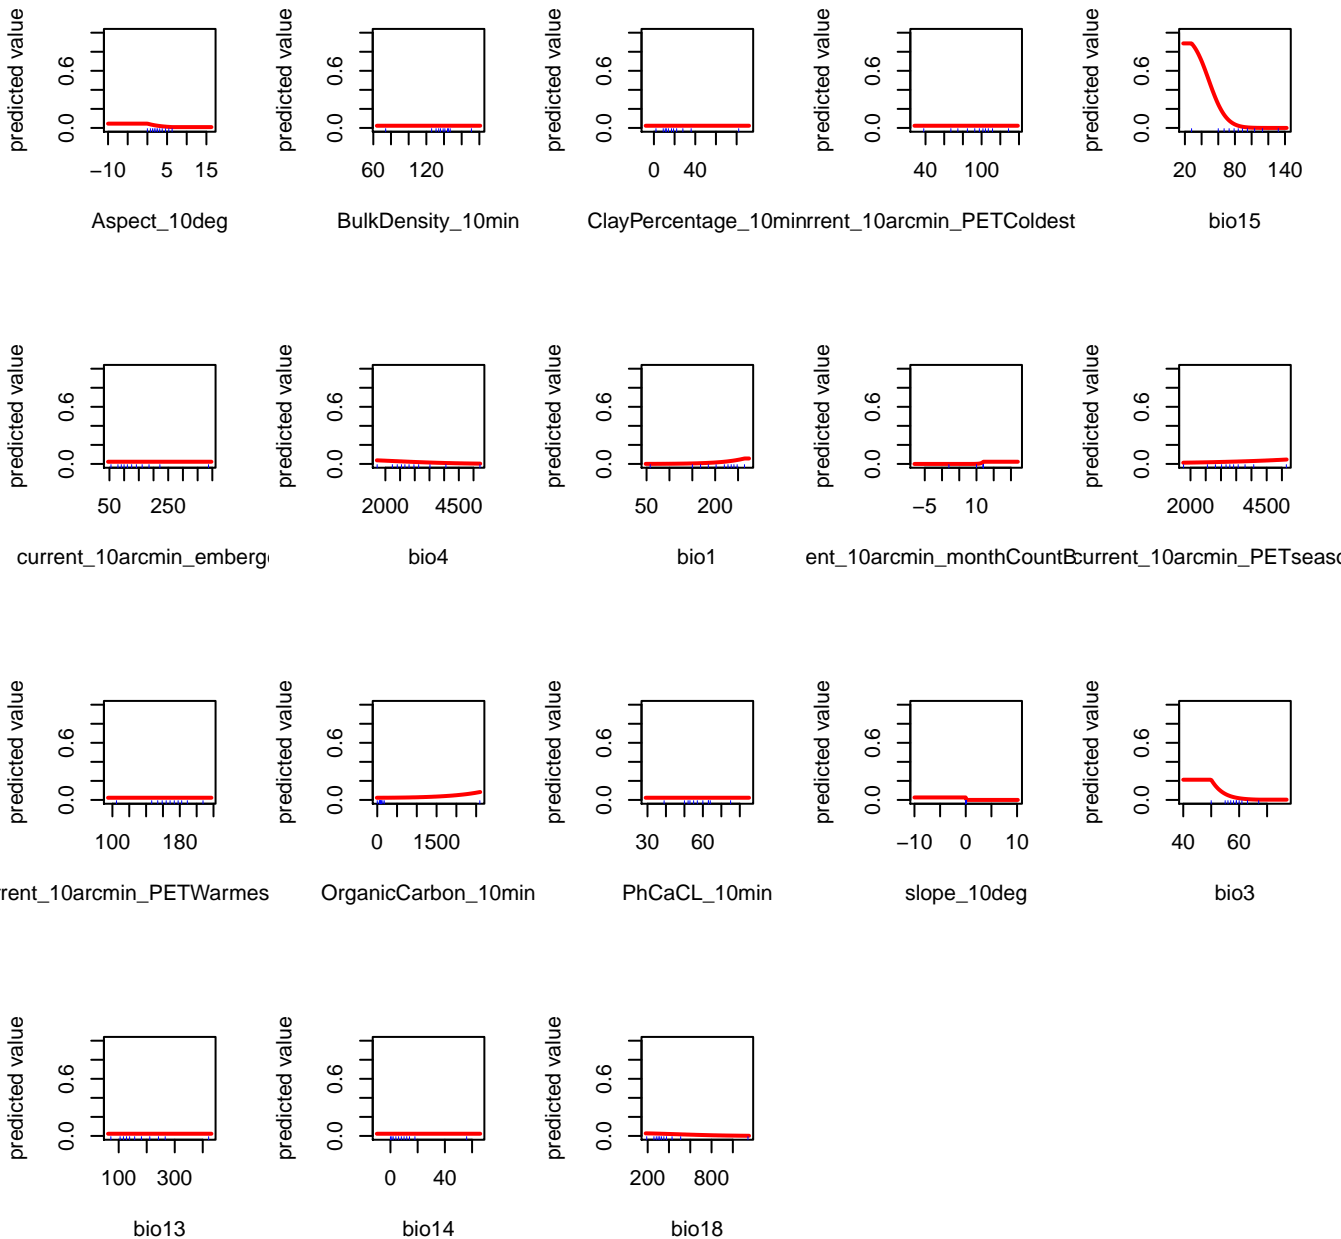 predicted value predicted value predicted value predicted value predicted value
0.0 0.6 0.0 0.6 0.0 0.6 0.0 0.6 0.0 0.6
−10 5 15 60 120 0 40 40 100 20 80 140
Aspect_10deg BulkDensity_10min ClayPercentage_10min rrent_10arcmin_PETColdest bio15
predicted value predicted value predicted value predicted value predicted value
0.0 0.6 0.0 0.6 0.0 0.6 0.0 0.6 0.0 0.6
50 250 2000 4500 50 200 −5 10 2000 4500
current_10arcmin_emberge bio4 bio1 ent_10arcmin_monthCountB current_10arcmin_PETseaso
predicted value predicted value predicted value predicted value predicted value
0.0 0.6 0.0 0.6 0.0 0.6 0.0 0.6 0.0 0.6
100 180 0 1500 30 60 −10 0 10 40 60
rent_10arcmin_PETWarmes OrganicCarbon_10min PhCaCL_10min slope_10deg bio3
predicted value predicted value predicted value
0.0 0.6 0.0 0.6 0.0 0.6
100 300 0 40 200 800
bio13 bio14 bio18